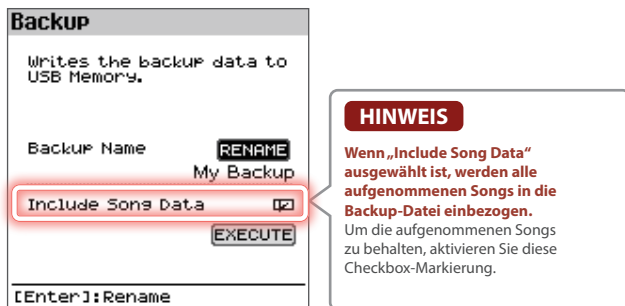 Backup
Writes the backup data to
USB Memory.
Backup Name RENAME
My Backup
Include Song Data
EXECUTE
[Enter]:Rename
HINWEIS
Wenn „Include Song Data“
ausgewählt ist, werden alle
aufgenommenen Songs in die
Backup-Datei einbezogen.
Um die aufgenommenen Songs
zu behalten, aktivieren Sie diese
Checkbox-Markierung.